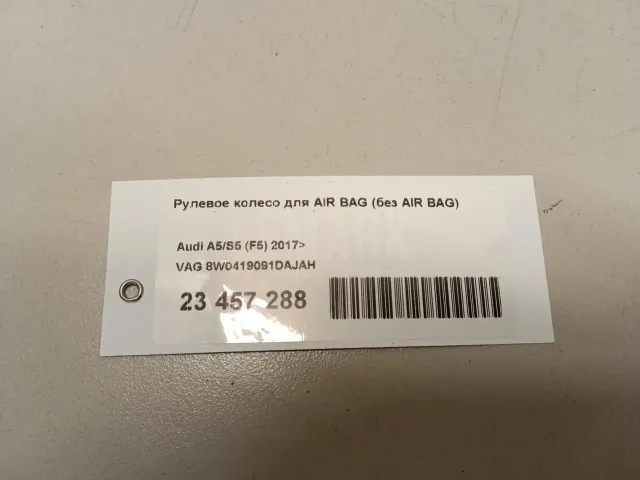 Рулевое колесо для AIR BAG (без AIR BAG)
Audi A5/S5 (F5) 2017>
VAG 8W0419091DAJAH
23 457 288